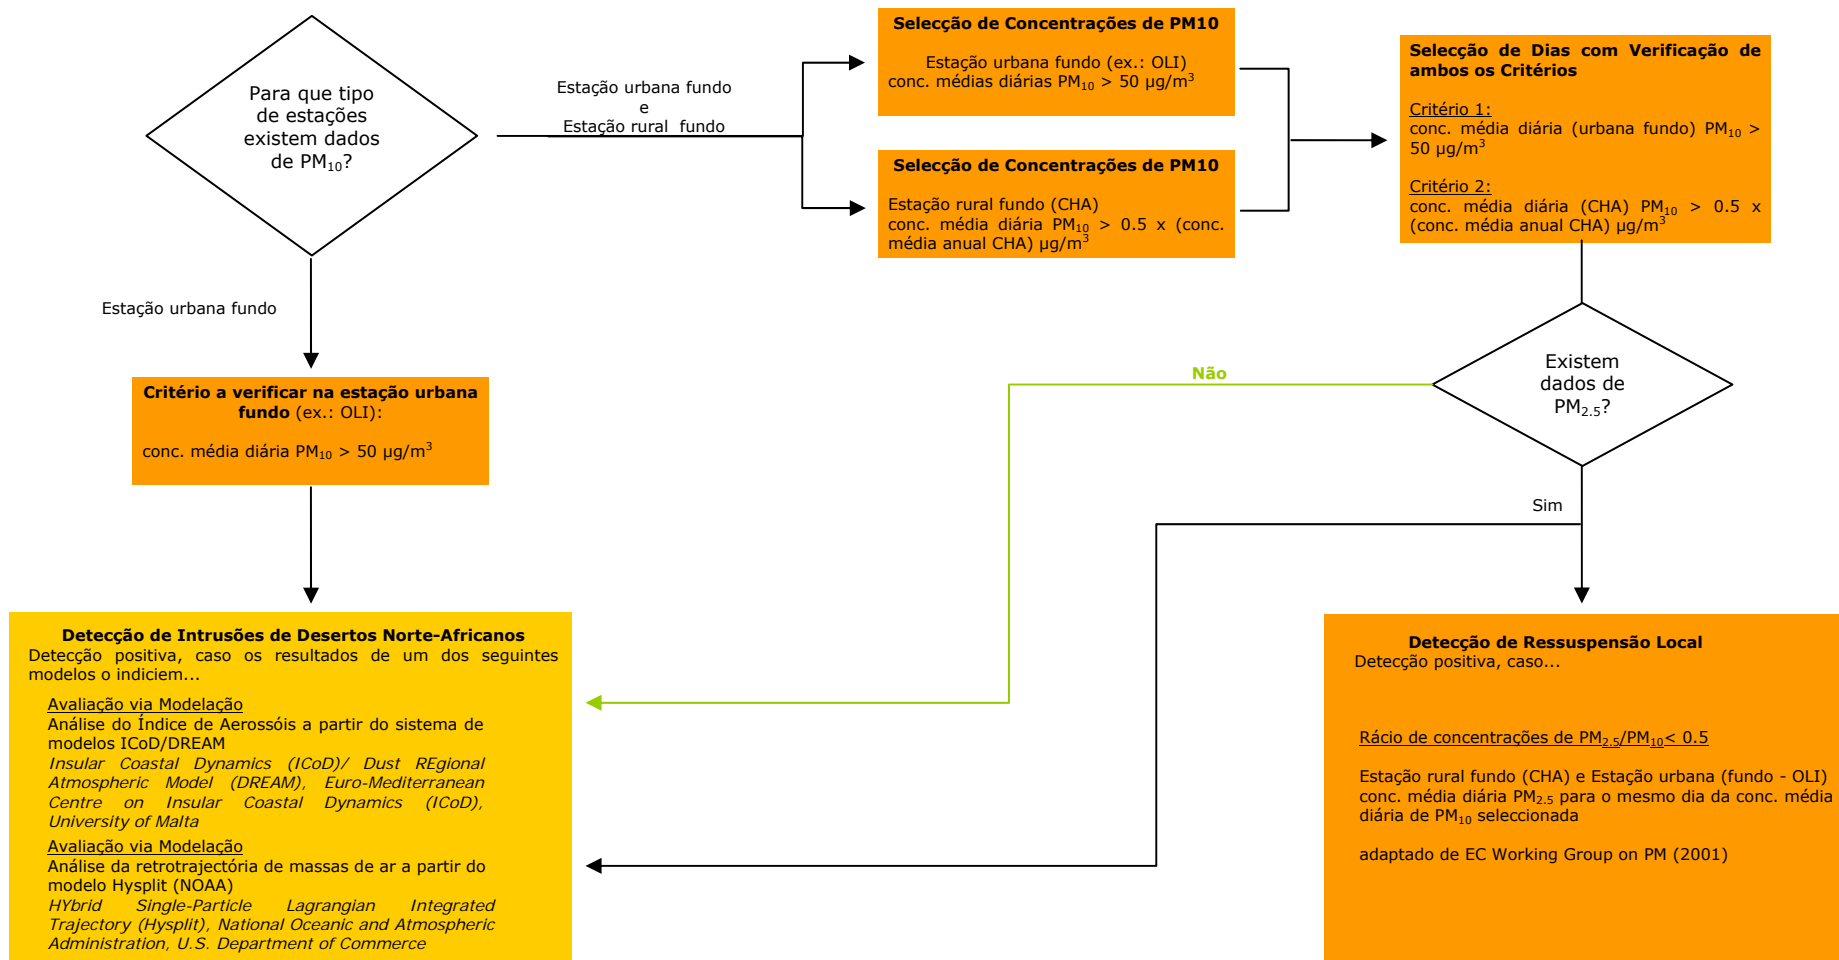 Para que tipo
de estações
existem dados
de PM10?
Estação urbana fundo
e
Estação rural fundo
Selecção de Concentrações de PM10
Estação urbana fundo (ex.: OLI)
conc. médias diárias PM10 > 50 µg/m3
Selecção de Concentrações de PM10
Estação rural fundo (CHA)
conc. média diária PM10 > 0.5 x (conc.
média anual CHA) µg/m3
Selecção de Dias com Verificação de
ambos os Critérios
Critério 1:
conc. média diária (urbana fundo) PM10 >
50 µg/m3
Critério 2:
conc. média diária (CHA) PM10 > 0.5 x
(conc. média anual CHA) µg/m3
Estação urbana fundo
Critério a verificar na estação urbana
fundo (ex.: OLI):
conc. média diária PM10 > 50 µg/m3
Não
Existem
dados de
PM2.5?
Sim
Detecção de Intrusões de Desertos Norte-Africanos
Detecção positiva, caso os resultados de um dos seguintes
modelos o indiciem...
Avaliação via Modelação
Análise do Índice de Aerossóis a partir do sistema de
modelos ICoD/DREAM
Insular Coastal Dynamics (ICoD)/ Dust REgional
Atmospheric Model (DREAM), Euro-Mediterranean
Centre on Insular Coastal Dynamics (ICoD),
University of Malta
Avaliação via Modelação
Análise da retrotrajectória de massas de ar a partir do
modelo Hysplit (NOAA)
HYbrid Single-Particle Lagrangian Integrated
Trajectory (Hysplit), National Oceanic and Atmospheric
Administration, U.S. Department of Commerce
Detecção de Ressuspensão Local
Detecção positiva, caso...
Rácio de concentrações de PM2.5/PM10< 0.5
Estação rural fundo (CHA) e Estação urbana (fundo - OLI)
conc. média diária PM2.5 para o mesmo dia da conc. média
diária de PM10 seleccionada
adaptado de EC Working Group on PM (2001)